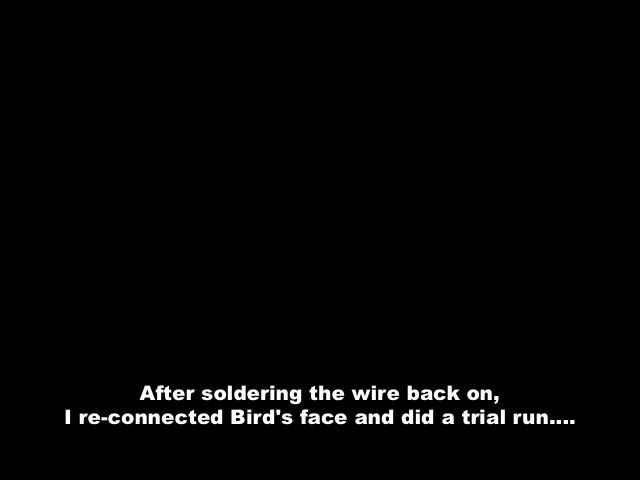 After soldering the wire back on,
I re-connected Bird's face and did a trial run....